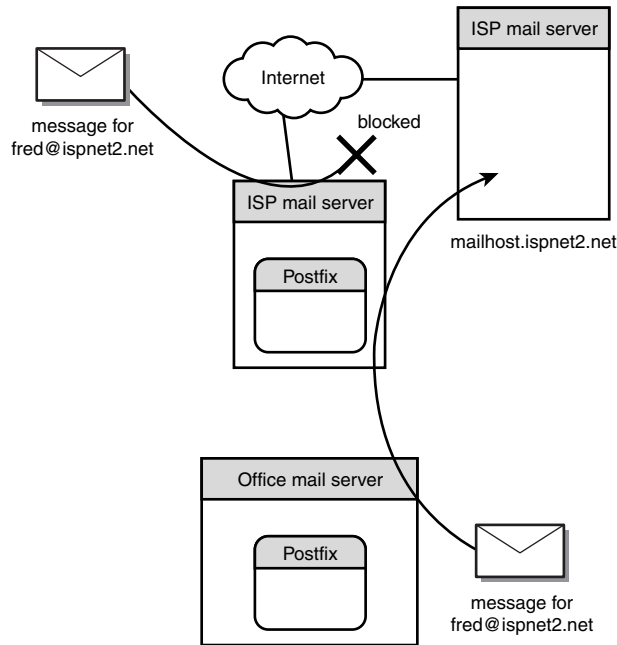 ISP mail server
Internet
message for
fred@ispnet2.net
blocked
ISP mail server
mailhost.ispnet2.net
Postfix
Office mail server
Postfix
message for
fred@ispnet2.net